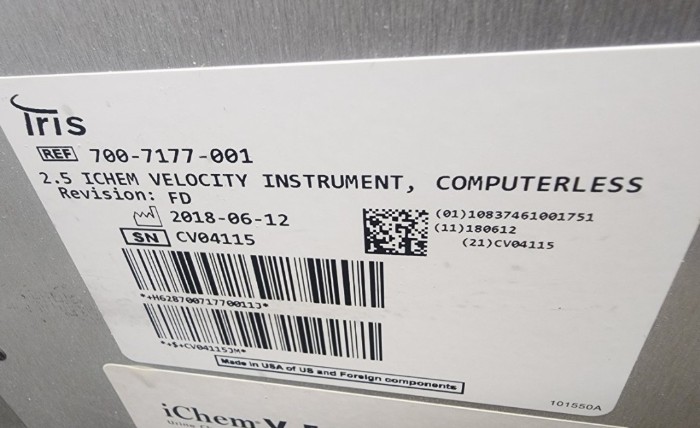 Iris
REF 700-7177-001
2.5 ICHEM VELOCITY INSTRUMENT, COMPUTERLESS
Revision: FD
2018-06-12
SN CV04115
(01)10837461001751
(11)180612
(21)CV04115
*+H628700717700113*
*+$+CV04115JM*
Made in USA of US and Foreign components
101550A
iChem